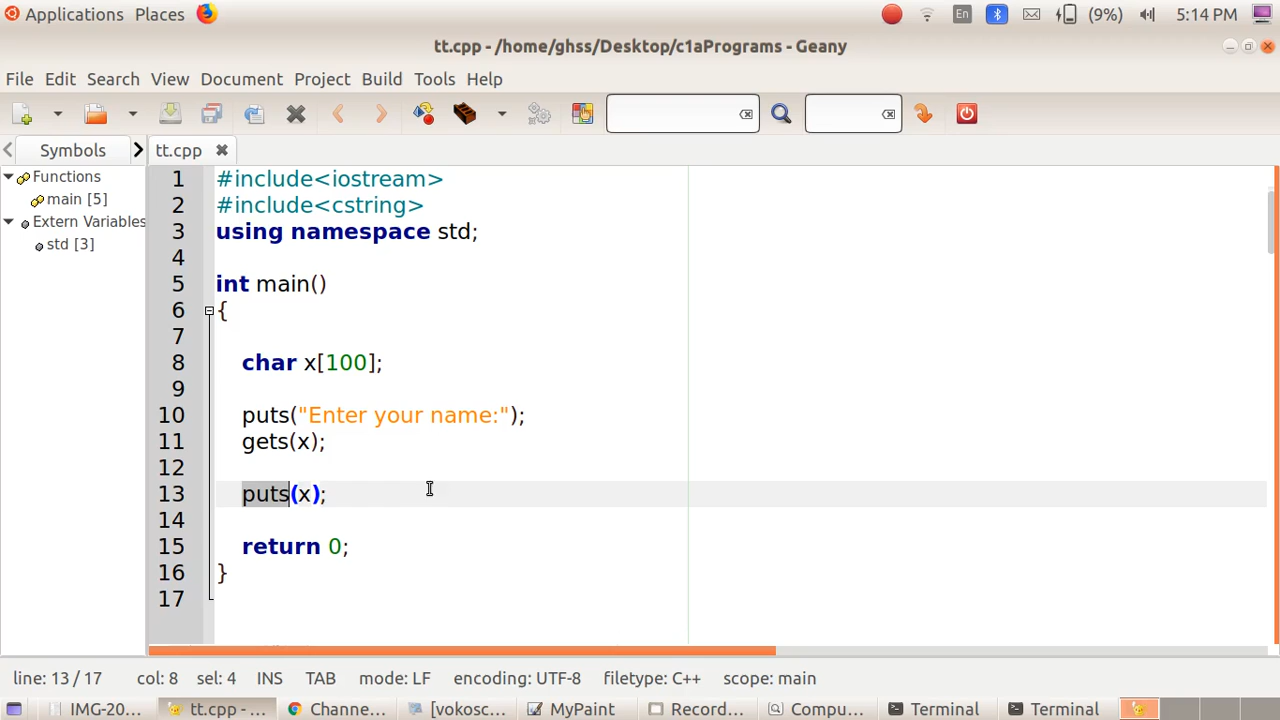 Applications Places En (9%) 5:14 PM
tt.cpp - /home/ghss/Desktop/c1aPrograms - Geany
File Edit Search View Document Project Build Tools Help
Symbols tt.cpp
Functions
main [5]
Extern Variables
std [3]
1 #include<iostream>
2 #include<cstring>
3 using namespace std;
4
5 int main()
6 {
7
8 char x[100];
9
10 puts("Enter your name:");
11 gets(x);
12
13 puts(x);
14
15 return 0;
16 }
17
line: 13 / 17 col: 8 sel: 4 INS TAB mode: LF encoding: UTF-8 filetype: C++ scope: main
IMG-20... tt.cpp - ... Channe... [vokosc... MyPaint Record... Compu... Terminal Terminal